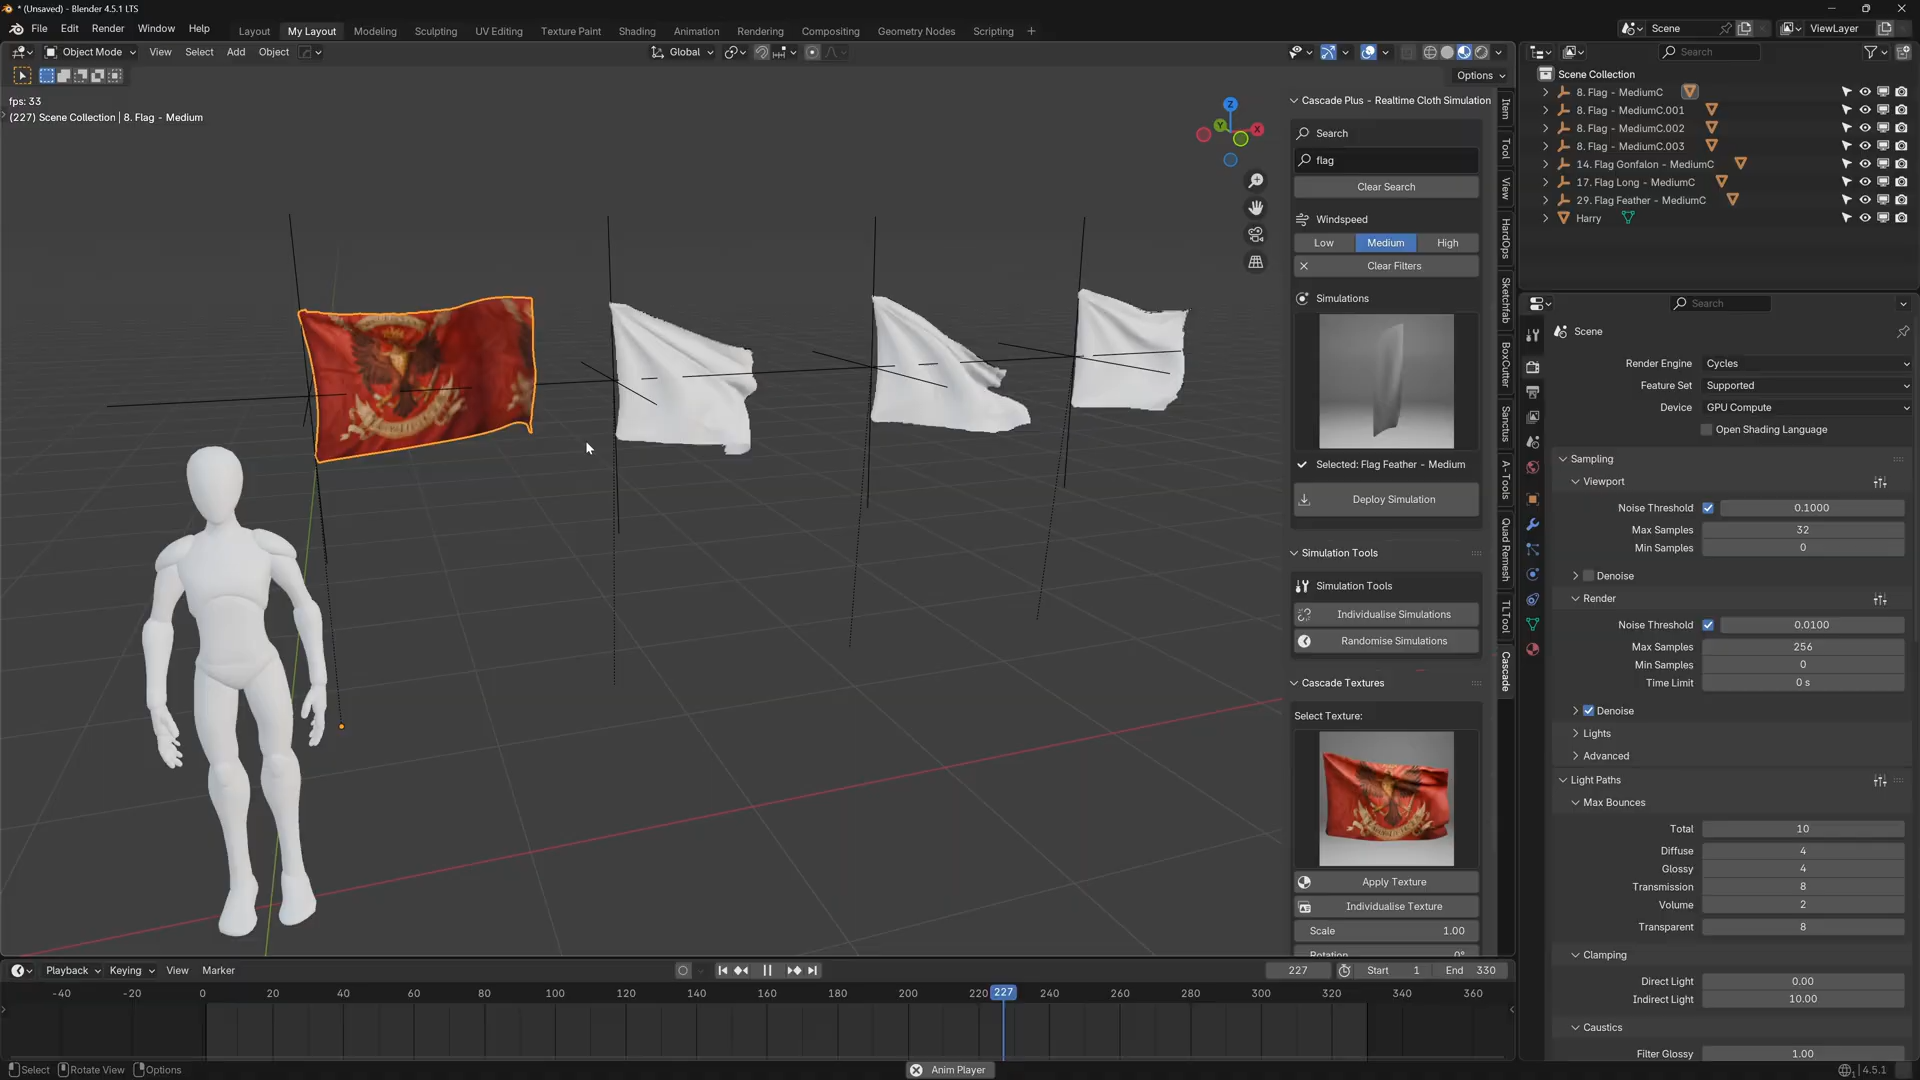 * (Unsaved) - Blender 4.5.1 LTS
File Edit Render Window Help
Layout My Layout Modeling Sculpting UV Editing Texture Paint Shading Animation Rendering Compositing Geometry Nodes Scripting +
Scene
ViewLayer
Object Mode View Select Add Object
Global
Options
fps: 33
(227) Scene Collection | 8. Flag - Medium
Z
Y
X
Cascade Plus - Realtime Cloth Simulation
Search
flag
Clear Search
Windspeed
Low Medium High
Clear Filters
Simulations
Selected: Flag Feather - Medium
Deploy Simulation
Simulation Tools
Simulation Tools
Individualise Simulations
Randomise Simulations
Cascade Textures
Select Texture:
Apply Texture
Individualise Texture
Scale 1.00
Rotation 0°
Item
Tool
View
HardOps
Sketchfab
BoxCutter
Sanctus
A-Tools
Quad Remesh
TLTool
Cascade
Search
Scene Collection
8. Flag - MediumC
8. Flag - MediumC.001
8. Flag - MediumC.002
8. Flag - MediumC.003
14. Flag Gonfalon - MediumC
17. Flag Long - MediumC
29. Flag Feather - MediumC
Harry
Search
Scene
Render Engine Cycles
Feature Set Supported
Device GPU Compute
Open Shading Language
Sampling
Viewport
Noise Threshold 0.1000
Max Samples 32
Min Samples 0
Denoise
Render
Noise Threshold 0.0100
Max Samples 256
Min Samples 0
Time Limit 0 s
Denoise
Lights
Advanced
Light Paths
Max Bounces
Total 10
Diffuse 4
Glossy 4
Transmission 8
Volume 2
Transparent 8
Clamping
Direct Light 0.00
Indirect Light 10.00
Caustics
Filter Glossy 1.00
Playback Keying View Marker
227 Start 1 End 330
-40 -20 0 20 40 60 80 100 120 140 160 180 200 220 227 240 260 280 300 320 340 360
Select Rotate View Options
Anim Player
4.5.1